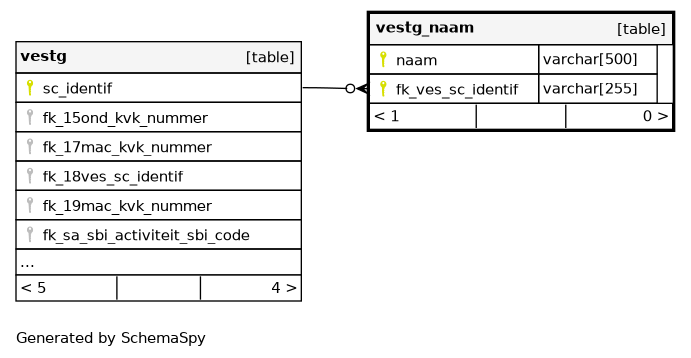 vestg [table]
sc_identif
fk_15ond_kvk_nummer
fk_17mac_kvk_nummer
fk_18ves_sc_identif
fk_19mac_kvk_nummer
fk_sa_sbi_activiteit_sbi_code
...
< 5 4 >
vestg_naam [table]
naam varchar[500]
fk_ves_sc_identif varchar[255]
< 1 0 >
Generated by SchemaSpy